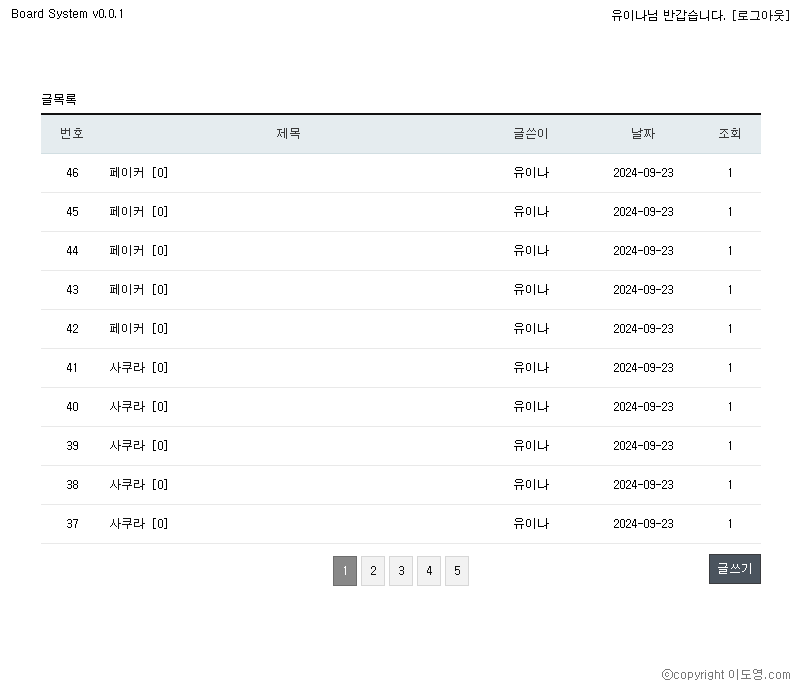 Board System v0.0.1 유이나님 반갑습니다. [로그아웃]
글목록
번호 제목 글쓴이 날짜 조회
46 페이커 [0] 유이나 2024-09-23 1
45 페이커 [0] 유이나 2024-09-23 1
44 페이커 [0] 유이나 2024-09-23 1
43 페이커 [0] 유이나 2024-09-23 1
42 페이커 [0] 유이나 2024-09-23 1
41 사쿠라 [0] 유이나 2024-09-23 1
40 사쿠라 [0] 유이나 2024-09-23 1
39 사쿠라 [0] 유이나 2024-09-23 1
38 사쿠라 [0] 유이나 2024-09-23 1
37 사쿠라 [0] 유이나 2024-09-23 1
1 2 3 4 5 글쓰기
ⓒcopyright 이도영.com